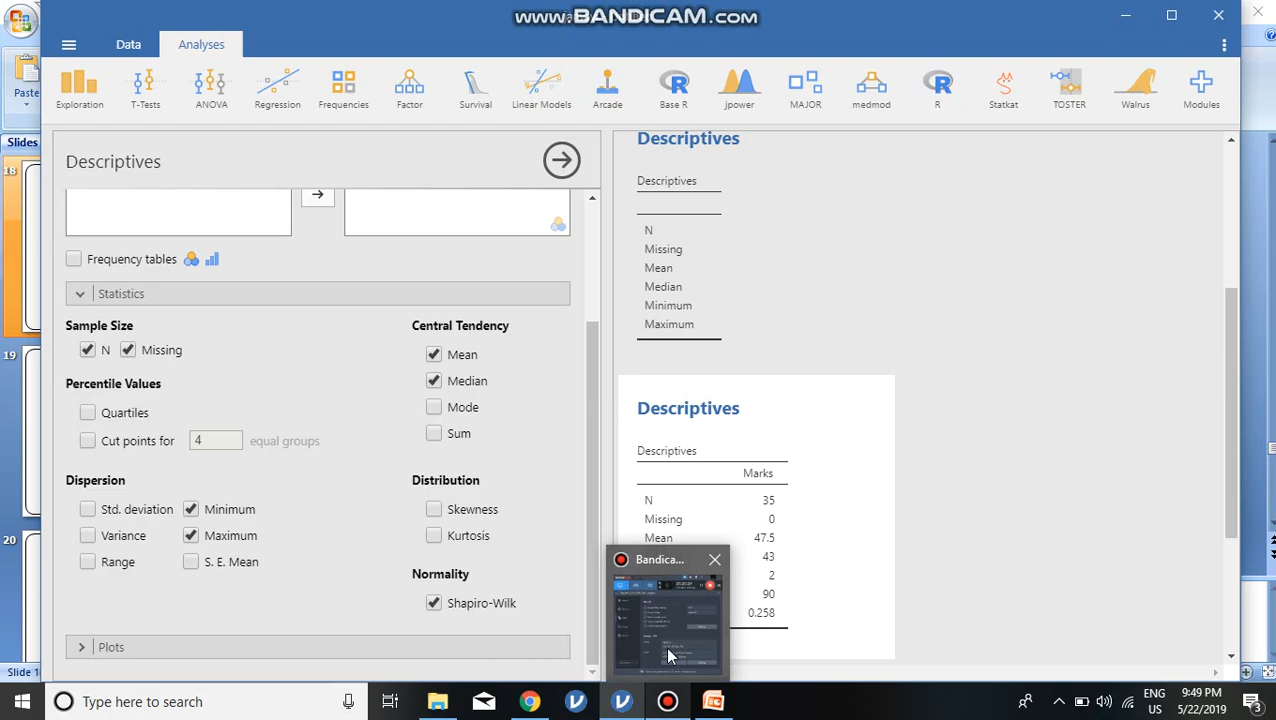 WWW.BANDICAM.COM
Data Analyses
Paste
Exploration T-Tests ANOVA Regression Frequencies Factor Survival Linear Models Arcade Base R jpower MAJOR medmod R Statkat TOSTER Walrus Modules
Slides
18
19
20
Descriptives
Frequency tables
Statistics
Sample Size
N Missing
Percentile Values
Quartiles
Cut points for 4 equal groups
Dispersion
Std. deviation Minimum
Variance Maximum
Range S. E. Mean
Central Tendency
Mean
Median
Mode
Sum
Distribution
Skewness
Kurtosis
Normality
Shapiro-Wilk
Plots
Descriptives
Descriptives
N
Missing
Mean
Median
Minimum
Maximum
Descriptives
Descriptives
Marks
N 35
Missing 0
Mean 47.5
43
2
90
0.258
Bandica...
Slide 1
Type here to search
ENG
US
9:49 PM
5/22/2019
3